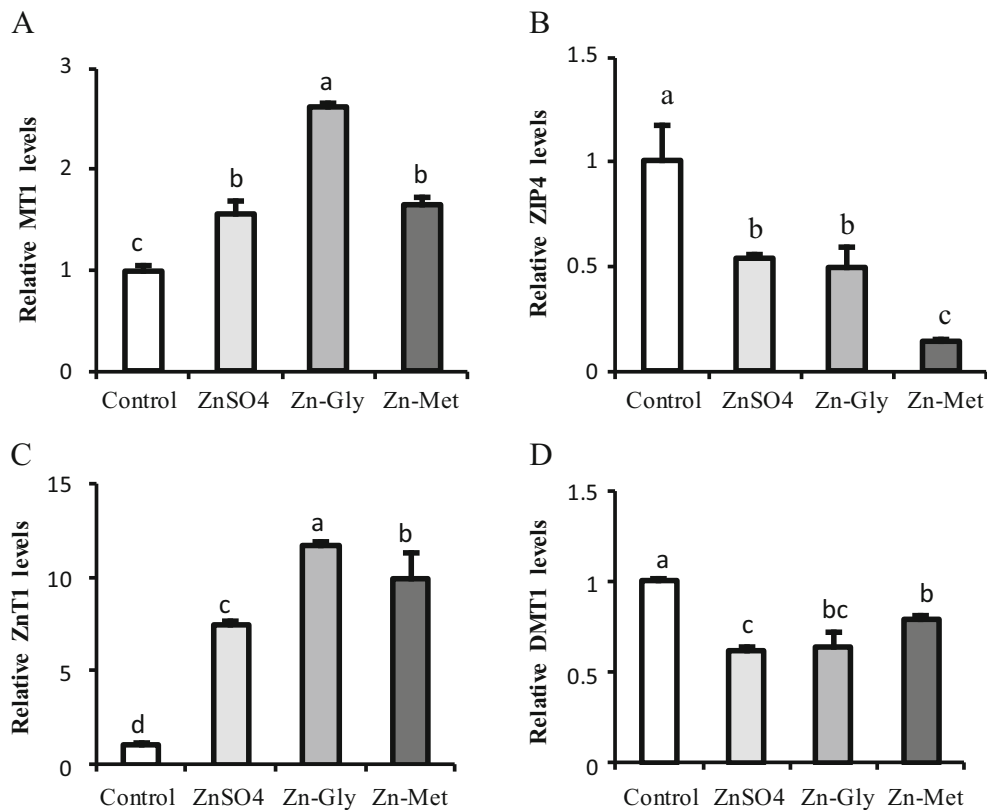 A
Relative MT1 levels
3
2
1
0
c
b
a
b
Control ZnSO4 Zn-Gly Zn-Met
B
Relative ZIP4 levels
1.5
1
0.5
0
a
b
b
c
Control ZnSO4 Zn-Gly Zn-Met
C
Relative ZnT1 levels
15
10
5
0
d
c
a
b
Control ZnSO4 Zn-Gly Zn-Met
D
Relative DMT1 levels
1.5
1
0.5
0
a
c
bc
b
Control ZnSO4 Zn-Gly Zn-Met